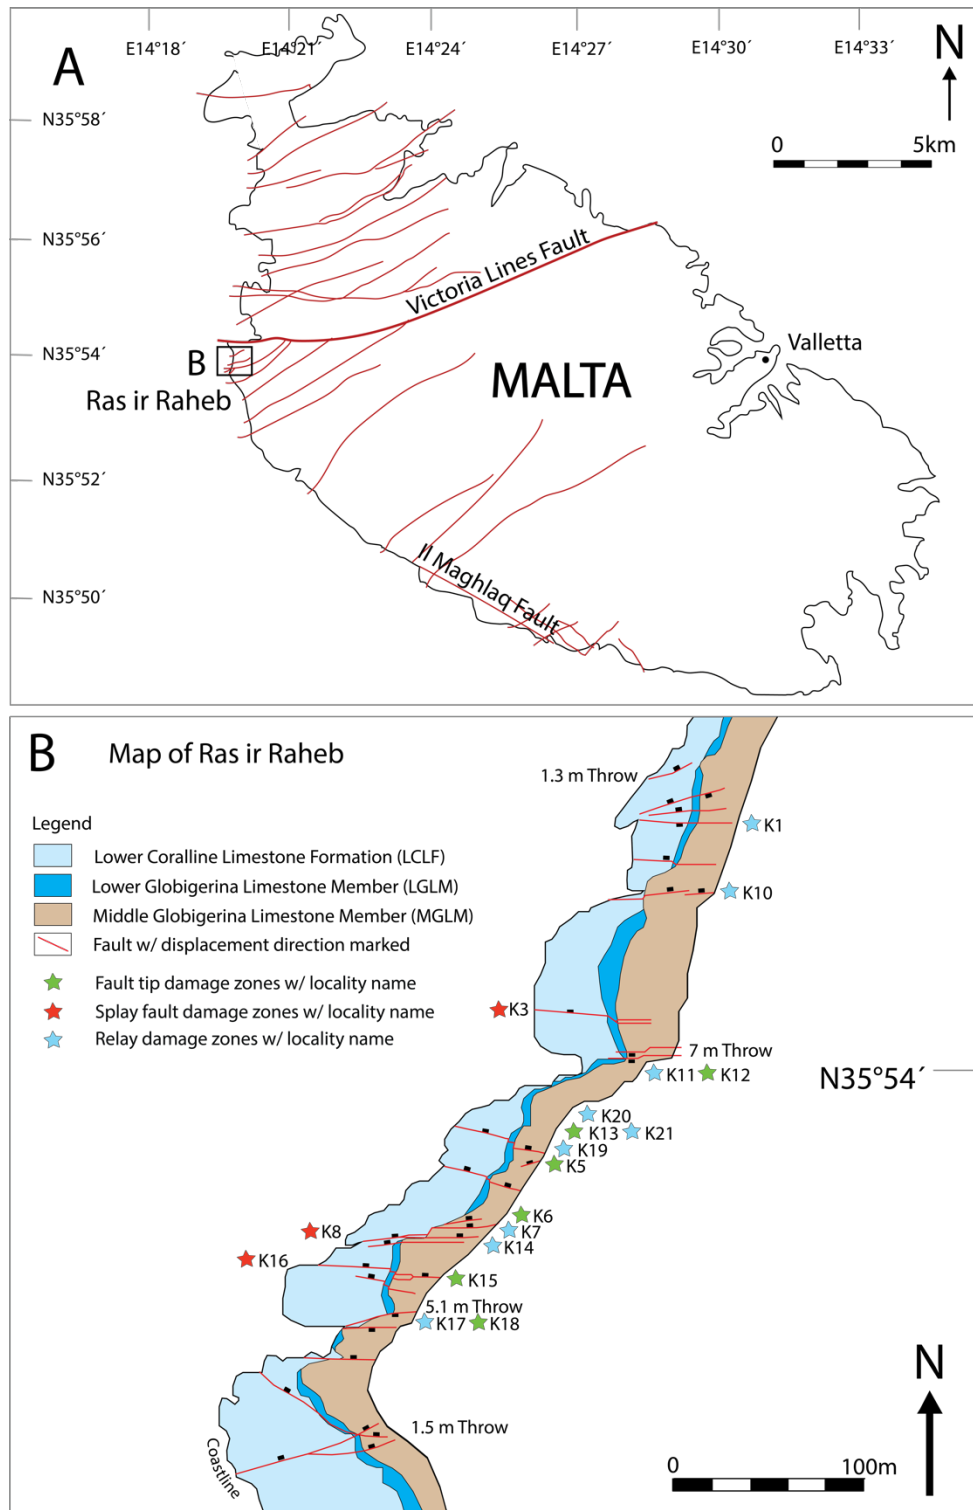 E14°18´
E14°21´
E14°24´
E14°27´
E14°30´
E14°33´
N
A
0
5km
N35°58´
N35°56´
N35°54´
N35°52´
N35°50´
Victoria Lines Fault
Valletta
B
Ras ir Raheb
MALTA
Il Maghlaq Fault
B
Map of Ras ir Raheb
Legend
Lower Coralline Limestone Formation (LCLF)
Lower Globigerina Limestone Member (LGLM)
Middle Globigerina Limestone Member (MGLM)
Fault w/ displacement direction marked
Fault tip damage zones w/ locality name
Splay fault damage zones w/ locality name
Relay damage zones w/ locality name
1.3 m Throw
K1
K10
K3
7 m Throw
K11
K12
N35°54´
K20
K13
K21
K19
K5
K6
K8
K7
K14
K16
K15
5.1 m Throw
K17
K18
1.5 m Throw
Coastline
N
0
100m